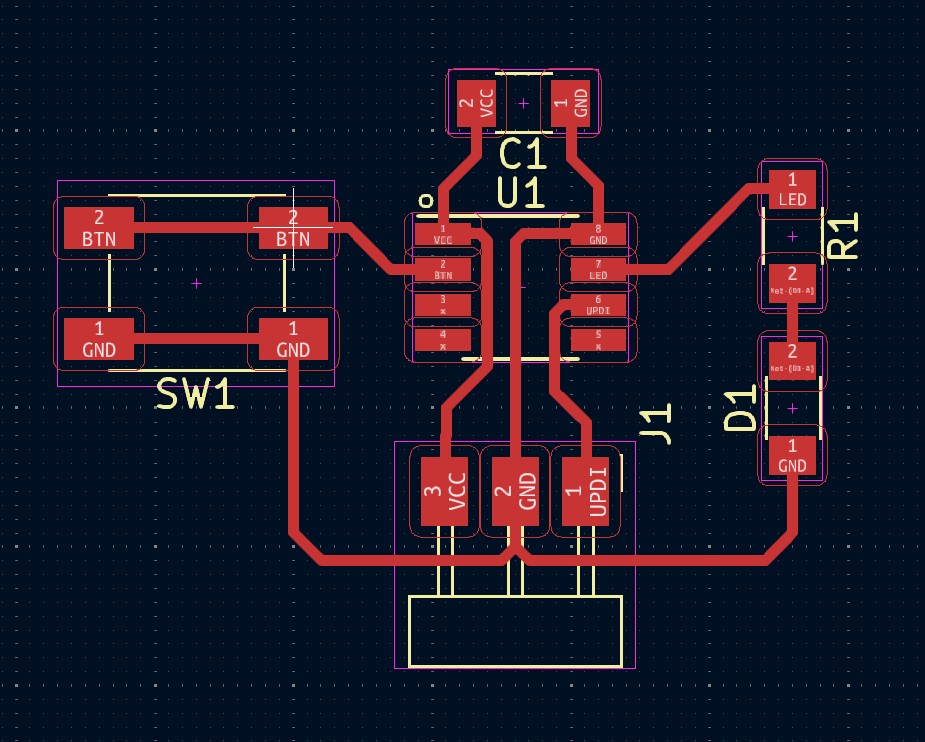 2
VCC
1
GND
C1
U1
1
LED
R1
2
Net-(D1-A)
2
BTN
2
BTN
1
VCC
8
GND
2
BTN
7
LED
3
x
6
UPDI
4
x
5
x
1
GND
1
GND
SW1
2
Net-(D1-A)
D1
1
GND
J1
3
VCC
2
GND
1
UPDI